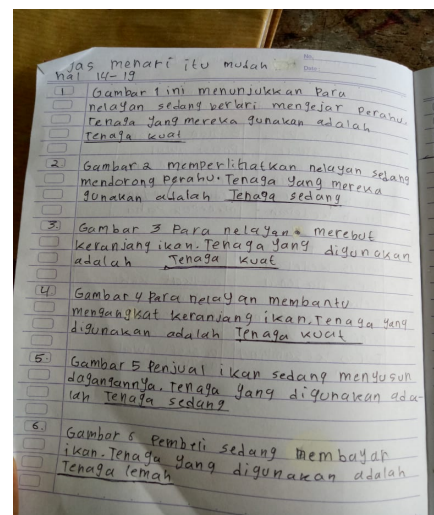 gas menari itu mudah
No.
Date :
hal 14-19
1 Gambar 1 ini menunjukkan Para
nelayan sedang berlari mengejar perahu.
Tenaga yang mereka gunakan adalah
Tenaga kuat
2. Gambar 2 memperlihatkan nelayan sedang
mendorong perahu. Tenaga yang mereka
gunakan adalah Tenaga sedang
3. Gambar 3 Para nelayan merebut
keranjang ikan. Tenaga yang digunakan
adalah Tenaga kuat
4 Gambar 4 Para nelayan membantu
mengangkat keranjang ikan. Tenaga yang
digunakan adalah Tenaga kuat
5. Gambar 5 Penjual ikan sedang menyusun
dagangannya. Tenaga yang digunakan ada-
lah Tenaga sedang
6. Gambar 6 Pembeli sedang membayar
ikan. Tenaga yang digunakan adalah
Tenaga lemah